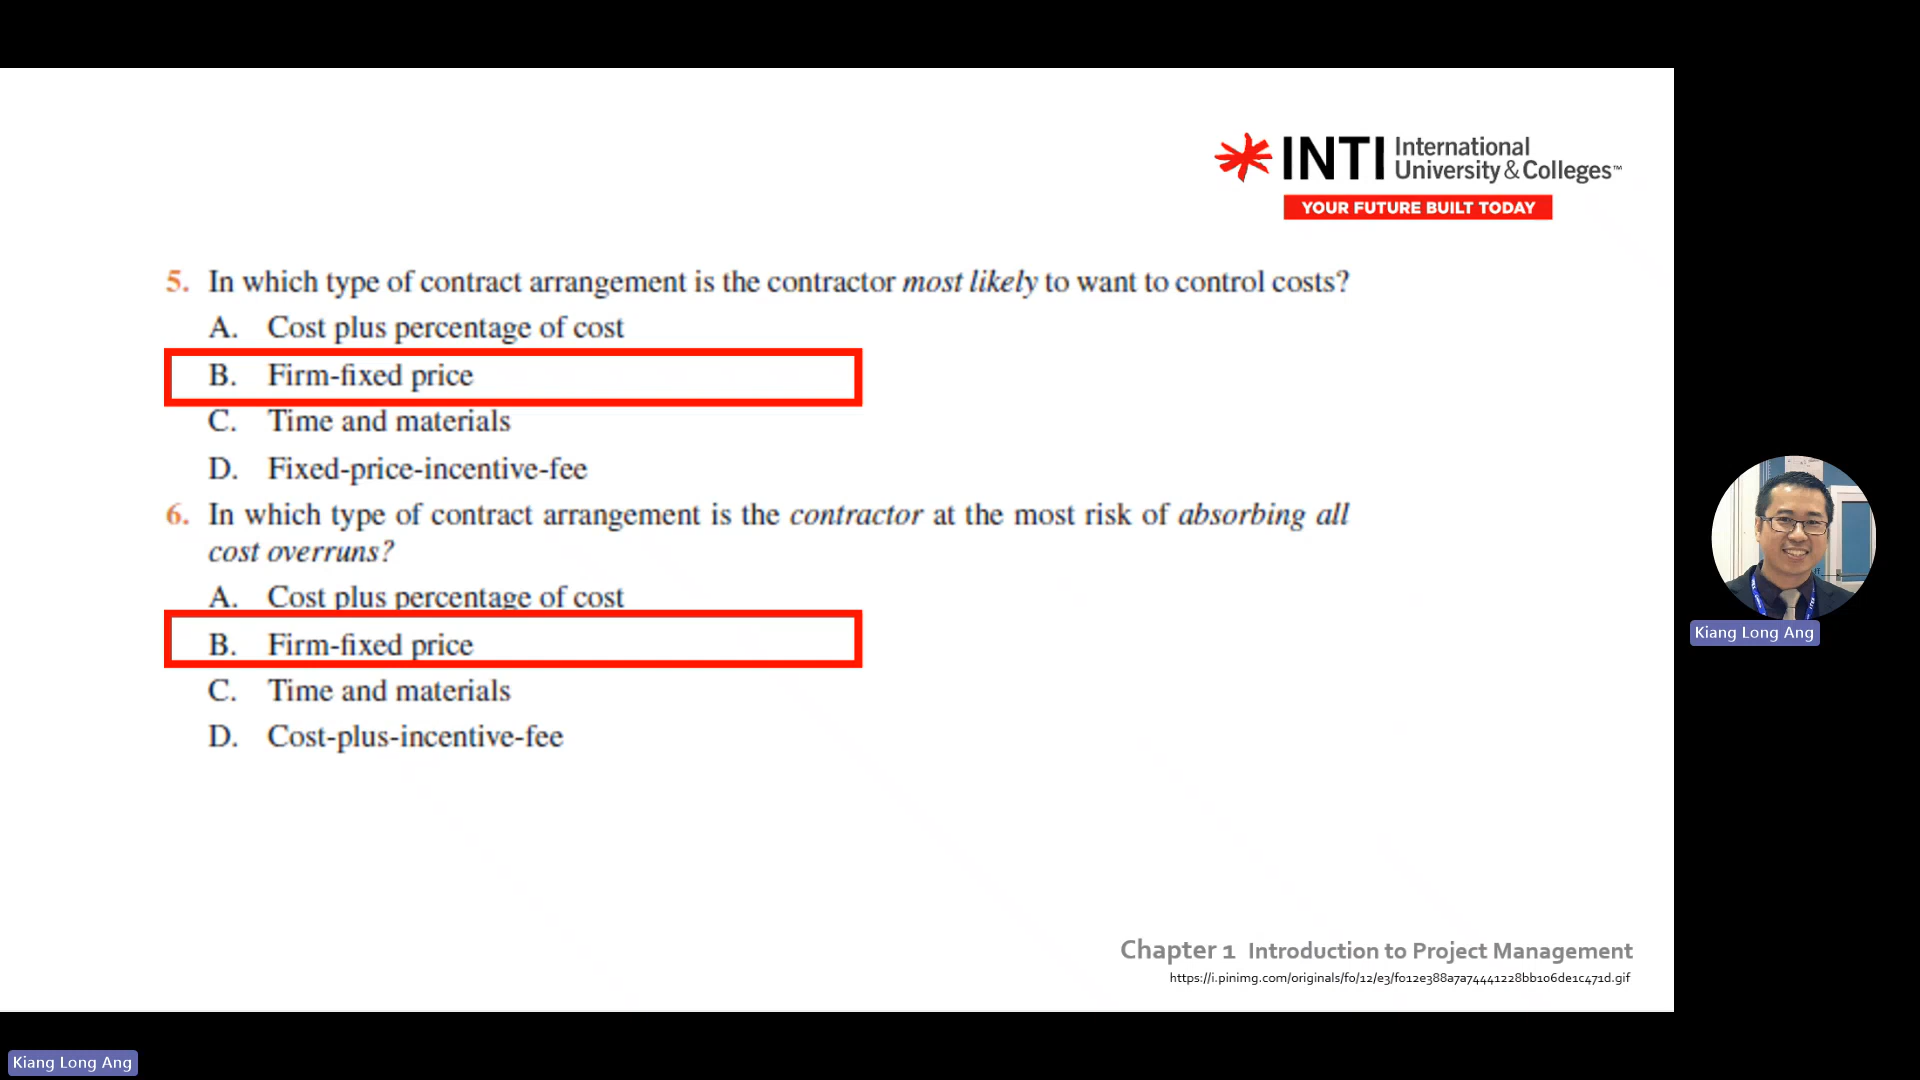 INTI International
University & Colleges™
YOUR FUTURE BUILT TODAY
5. In which type of contract arrangement is the contractor most likely to want to control costs?
A. Cost plus percentage of cost
B. Firm-fixed price
C. Time and materials
D. Fixed-price-incentive-fee
6. In which type of contract arrangement is the contractor at the most risk of absorbing all
cost overruns?
A. Cost plus percentage of cost
B. Firm-fixed price
C. Time and materials
D. Cost-plus-incentive-fee
Kiang Long Ang
Chapter 1 Introduction to Project Management
https://i.pinimg.com/originals/f0/12/e3/f012e388a7a74441228bb106de1c471d.gif
Kiang Long Ang